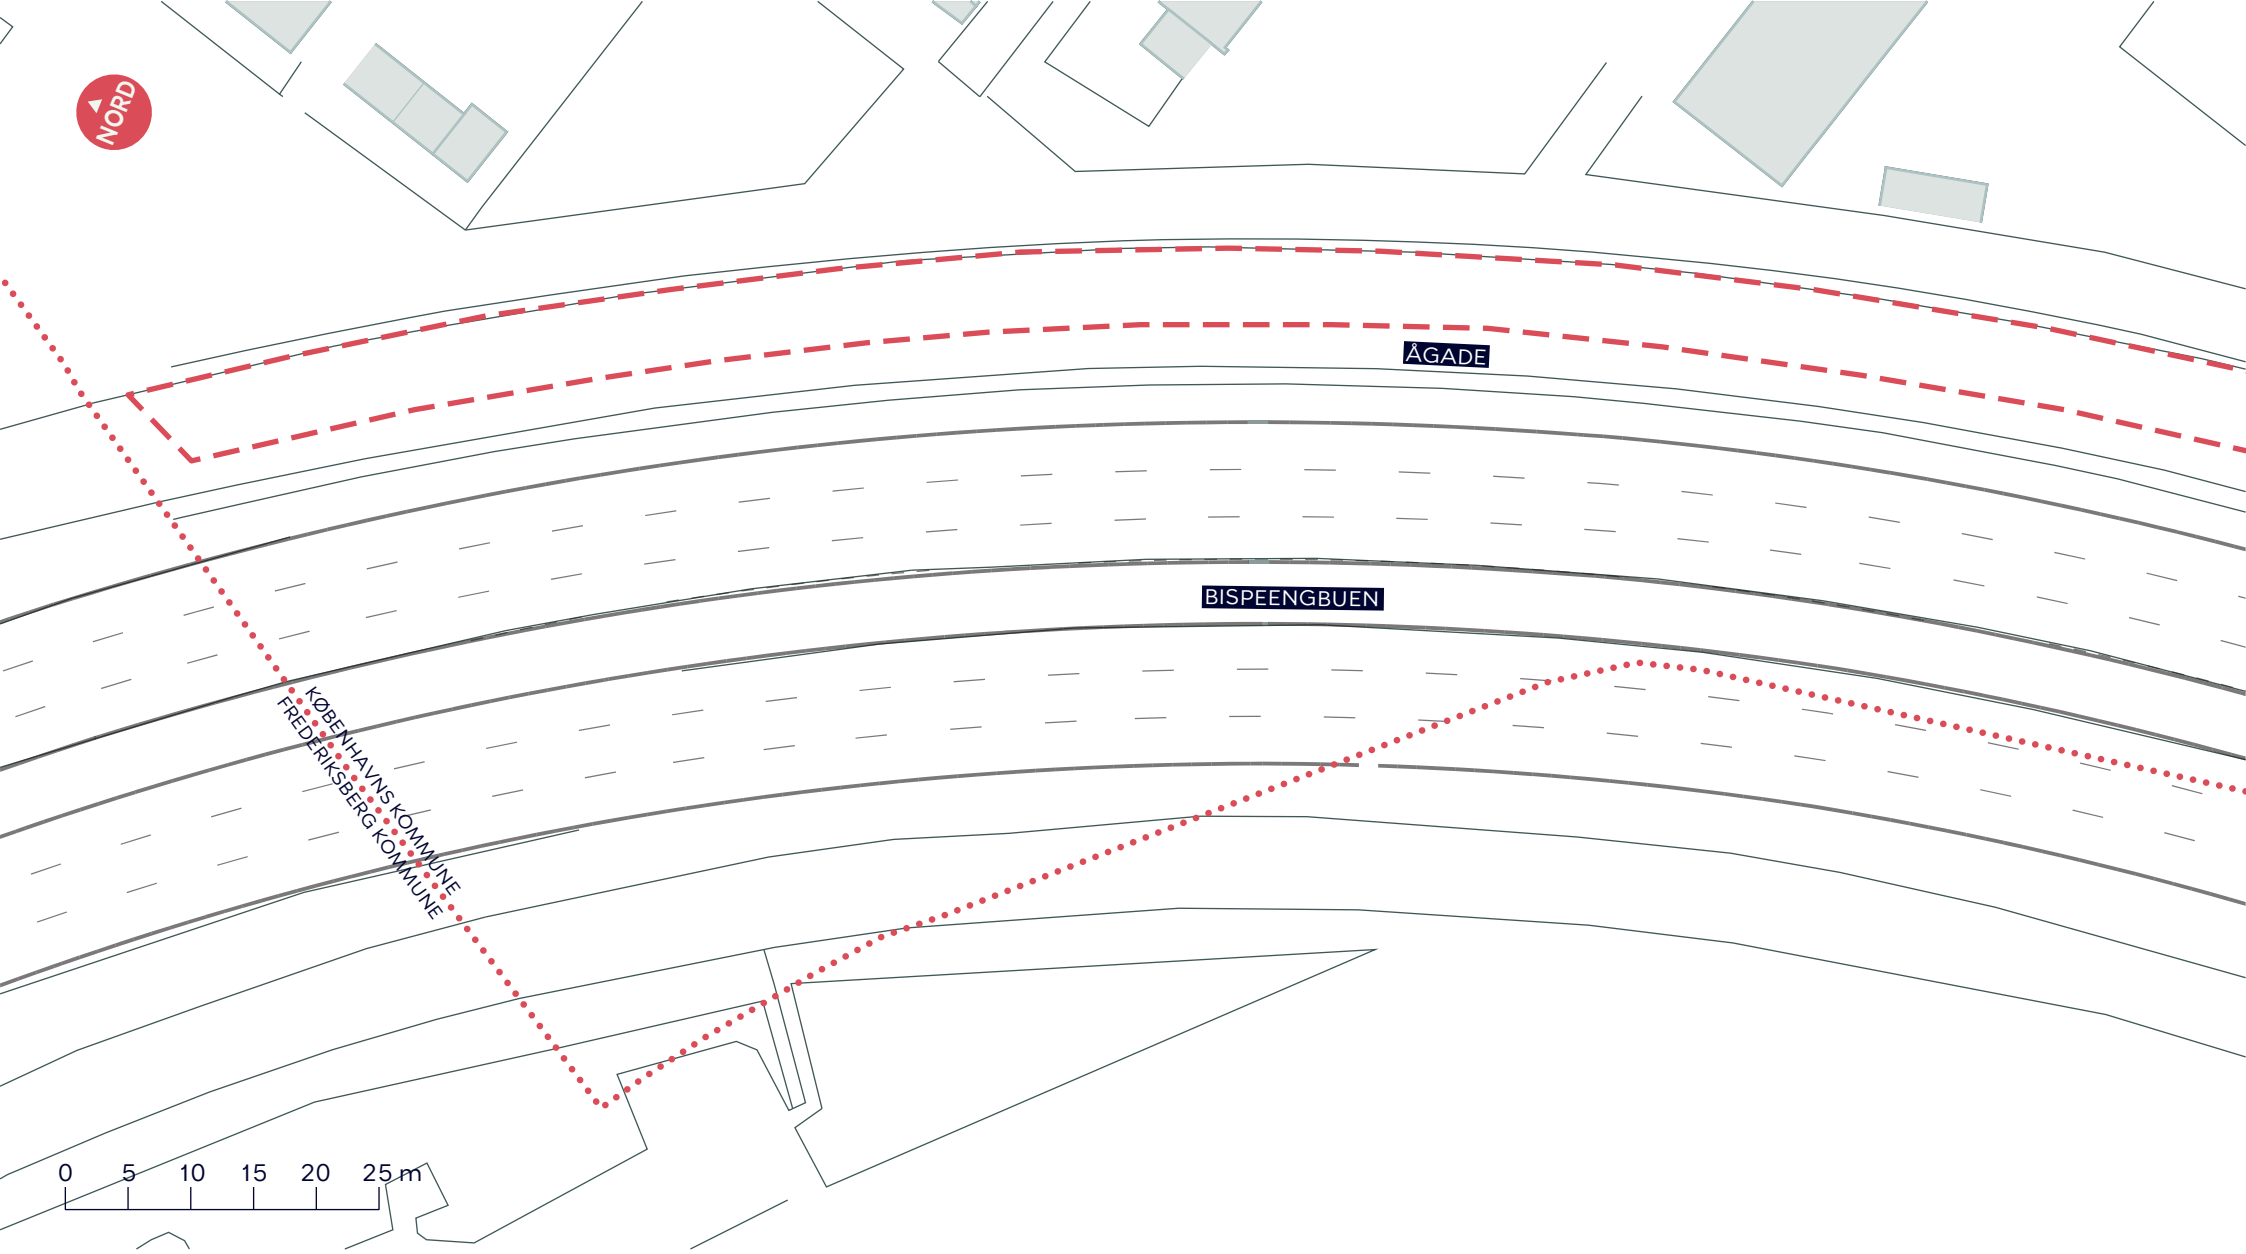 NORD
ÅGADE
BISPEENGBUEN
KØBENHAVNS KOMMUNE
FREDERIKSBERG KOMMUNE
0 5 10 15 20 25 m